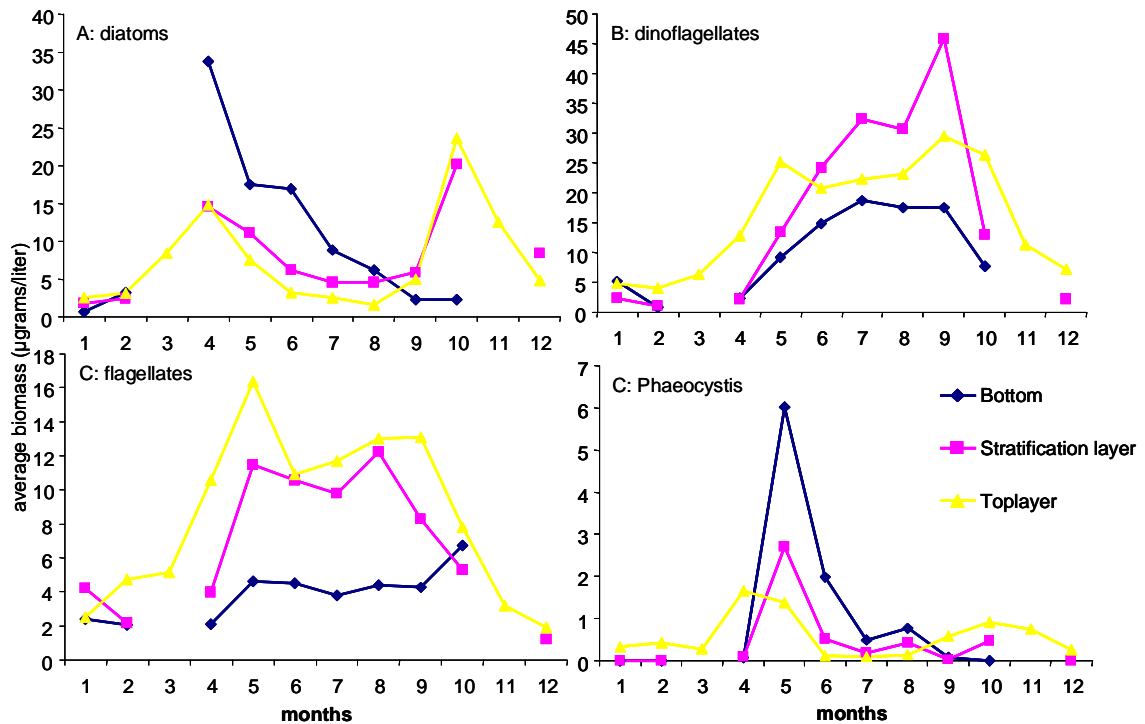 A: diatoms
40
35
30
25
20
15
10
5
0
1 2 3 4 5 6 7 8 9 10 11 12
B: dinoflagellates
50
45
40
35
30
25
20
15
10
5
0
1 2 3 4 5 6 7 8 9 10 11 12
average biomass (µgrams/liter)
C: flagellates
18
16
14
12
10
8
6
4
2
0
1 2 3 4 5 6 7 8 9 10 11 12
months
C: Phaeocystis
7
6
5
4
3
2
1
0
1 2 3 4 5 6 7 8 9 10 11 12
months
Bottom
Stratification layer
Toplayer